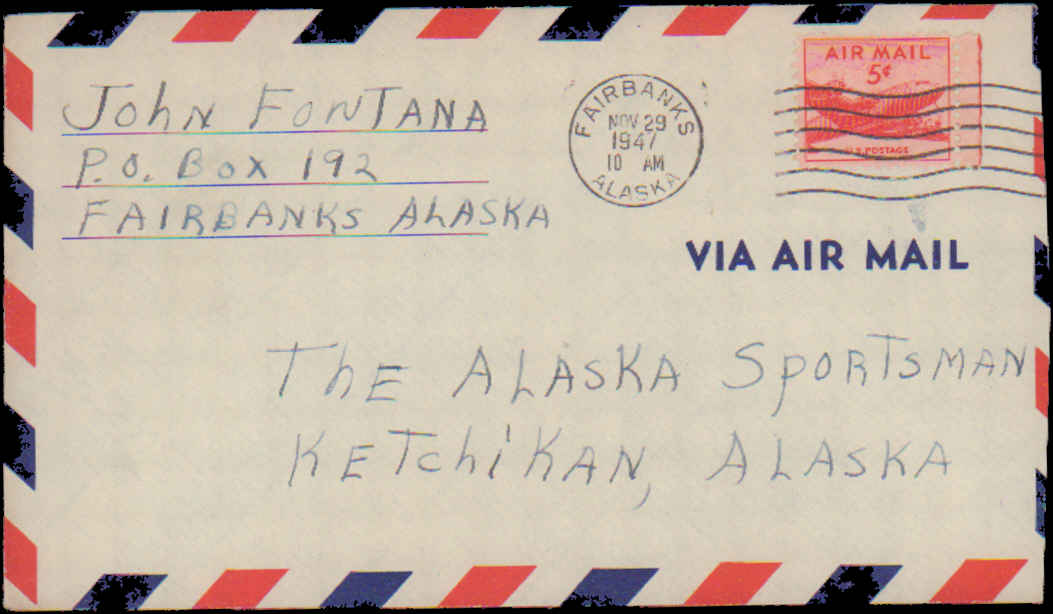 John FONTANA
P.O. Box 192
FAIRBANKS ALASKA
FAIRBANKS
NOV 29
1947
10 AM
ALASKA
AIR MAIL
5¢
U.S. POSTAGE
VIA AIR MAIL
ThE ALASKA SpORTSMAN
KETchiKAN, ALASKA